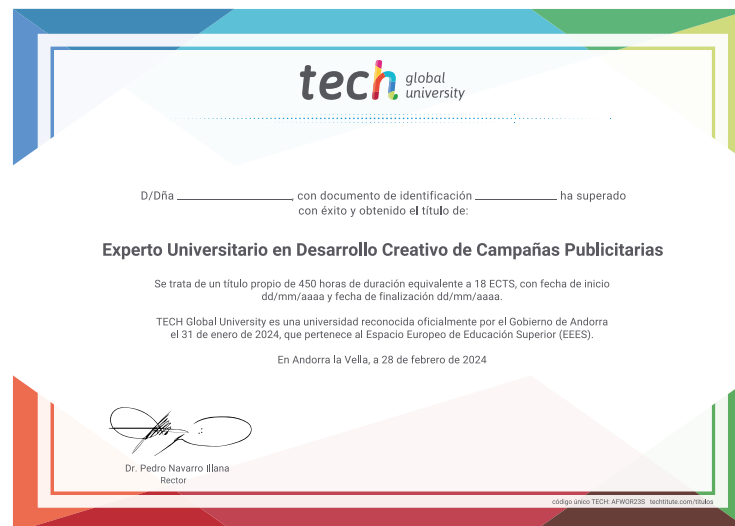 tech global university
D/Dña ______________, con documento de identificación __________ ha superado
con éxito y obtenido el título de:
Experto Universitario en Desarrollo Creativo de Campañas Publicitarias
Se trata de un título propio de 450 horas de duración equivalente a 18 ECTS, con fecha de inicio
dd/mm/aaaa y fecha de finalización dd/mm/aaaa.
TECH Global University es una universidad reconocida oficialmente por el Gobierno de Andorra
el 31 de enero de 2024, que pertenece al Espacio Europeo de Educación Superior (EEES).
En Andorra la Vella, a 28 de febrero de 2024
Dr. Pedro Navarro Illana
Rector
código único TECH: AFWOR23S techtitute.com/titulos